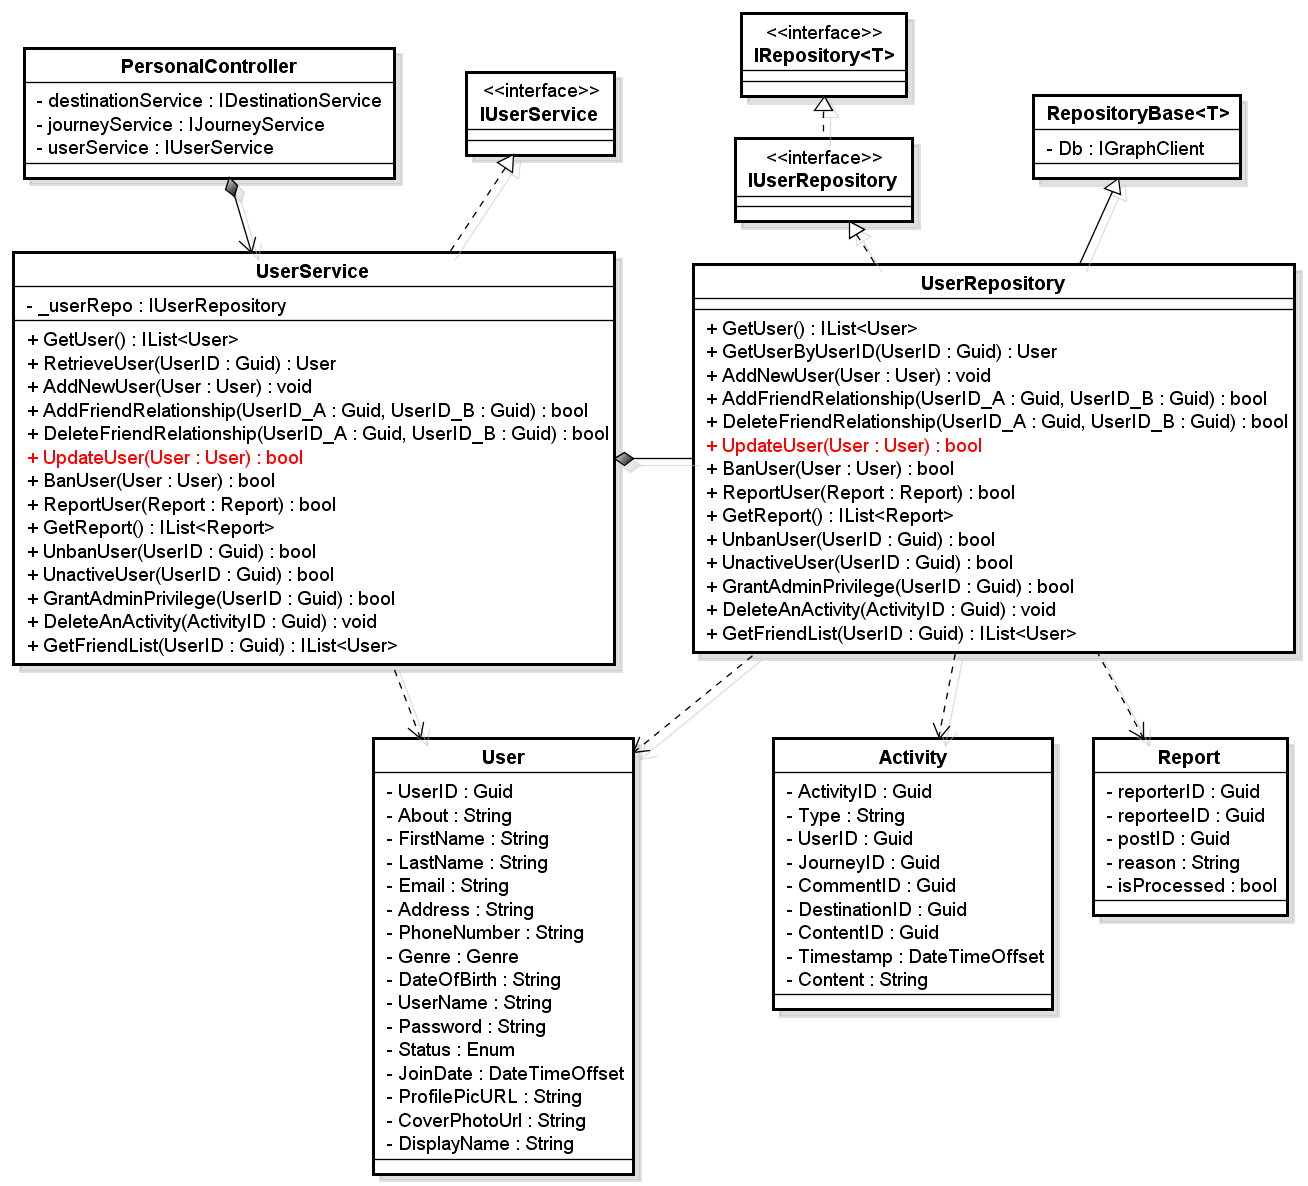 PersonalController
- destinationService : IDestinationService
- journeyService : IJourneyService
- userService : IUserService
<<interface>>
IUserService
<<interface>>
IRepository<T>
<<interface>>
IUserRepository
RepositoryBase<T>
- Db : IGraphClient
UserService
- _userRepo : IUserRepository
+ GetUser() : IList<User>
+ RetrieveUser(UserID : Guid) : User
+ AddNewUser(User : User) : void
+ AddFriendRelationship(UserID_A : Guid, UserID_B : Guid) : bool
+ DeleteFriendRelationship(UserID_A : Guid, UserID_B : Guid) : bool
+ UpdateUser(User : User) : bool
+ BanUser(User : User) : bool
+ ReportUser(Report : Report) : bool
+ GetReport() : IList<Report>
+ UnbanUser(UserID : Guid) : bool
+ UnactiveUser(UserID : Guid) : bool
+ GrantAdminPrivilege(UserID : Guid) : bool
+ DeleteAnActivity(ActivityID : Guid) : void
+ GetFriendList(UserID : Guid) : IList<User>
UserRepository
+ GetUser() : IList<User>
+ GetUserByUserID(UserID : Guid) : User
+ AddNewUser(User : User) : void
+ AddFriendRelationship(UserID_A : Guid, UserID_B : Guid) : bool
+ DeleteFriendRelationship(UserID_A : Guid, UserID_B : Guid) : bool
+ UpdateUser(User : User) : bool
+ BanUser(User : User) : bool
+ ReportUser(Report : Report) : bool
+ GetReport() : IList<Report>
+ UnbanUser(UserID : Guid) : bool
+ UnactiveUser(UserID : Guid) : bool
+ GrantAdminPrivilege(UserID : Guid) : bool
+ DeleteAnActivity(ActivityID : Guid) : void
+ GetFriendList(UserID : Guid) : IList<User>
User
- UserID : Guid
- About : String
- FirstName : String
- LastName : String
- Email : String
- Address : String
- PhoneNumber : String
- Genre : Genre
- DateOfBirth : String
- UserName : String
- Password : String
- Status : Enum
- JoinDate : DateTimeOffset
- ProfilePicURL : String
- CoverPhotoUrl : String
- DisplayName : String
Activity
- ActivityID : Guid
- Type : String
- UserID : Guid
- JourneyID : Guid
- CommentID : Guid
- DestinationID : Guid
- ContentID : Guid
- Timestamp : DateTimeOffset
- Content : String
Report
- reporterID : Guid
- reporteeID : Guid
- postID : Guid
- reason : String
- isProcessed : bool